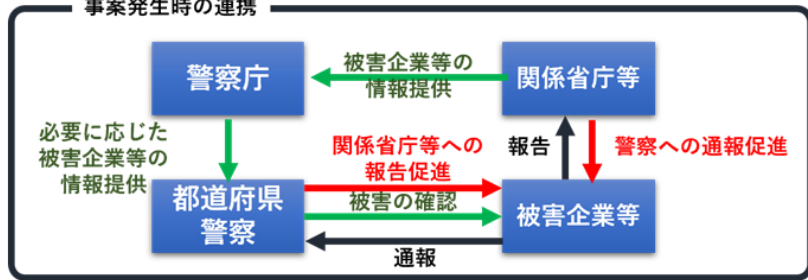 事案発生時の連携
警察庁
被害企業等の
情報提供
関係省庁等
必要に応じた
被害企業等の
情報提供
関係省庁等への
報告促進
報告
警察への通報促進
都道府県
警察
被害の確認
被害企業等
通報